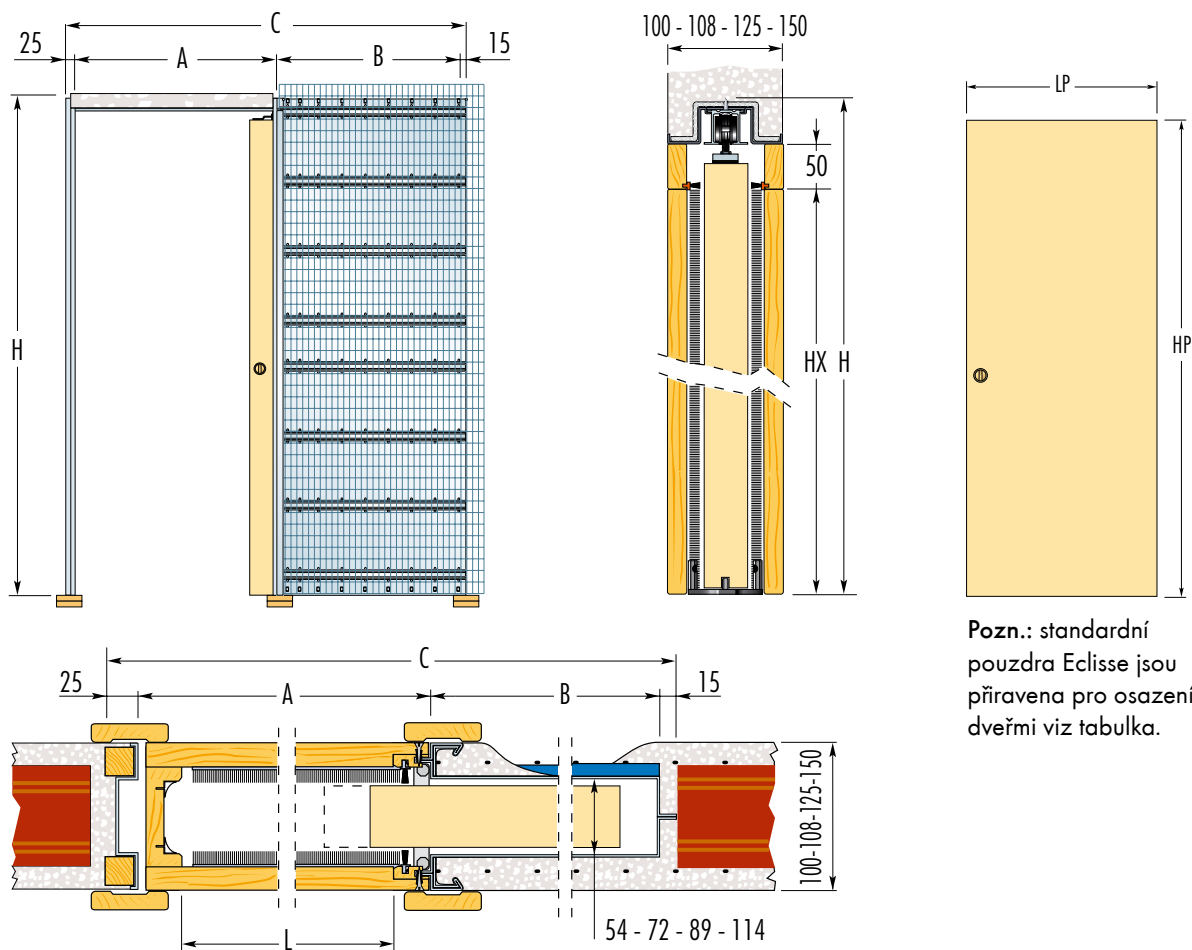 C
25
A
B
15
H
100 - 108 - 125 - 150
50
HX
H
LP
HP
Pozn.: standardní
pouzdra Eclisse jsou
přiravena pro osazení
dveřmi viz tabulka.
C
25
A
B
15
100-108-125-150
54 - 72 - 89 - 114
L